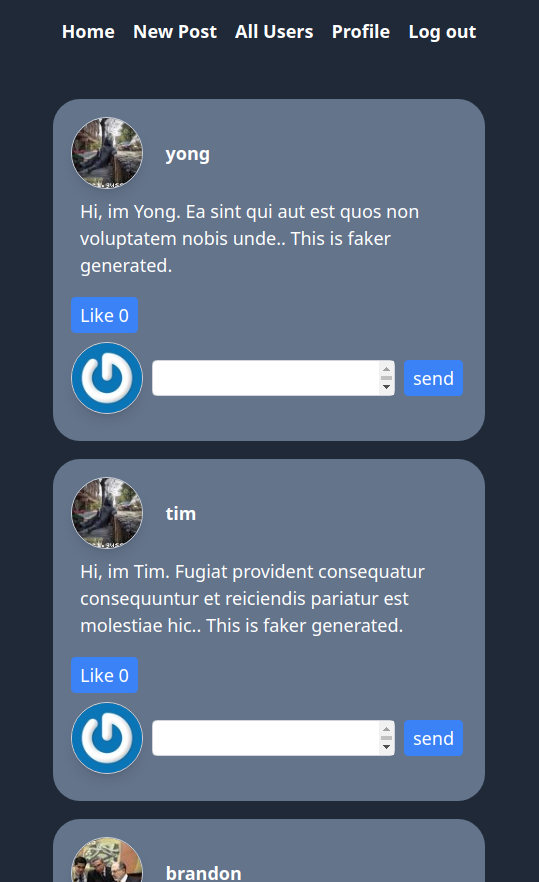 Home New Post All Users Profile Log out
yong
Hi, im Yong. Ea sint qui aut est quos non
voluptatem nobis unde.. This is faker
generated.
Like 0
send
tim
Hi, im Tim. Fugiat provident consequatur
consequuntur et reiciendis pariatur est
molestiae hic.. This is faker generated.
Like 0
send
brandon